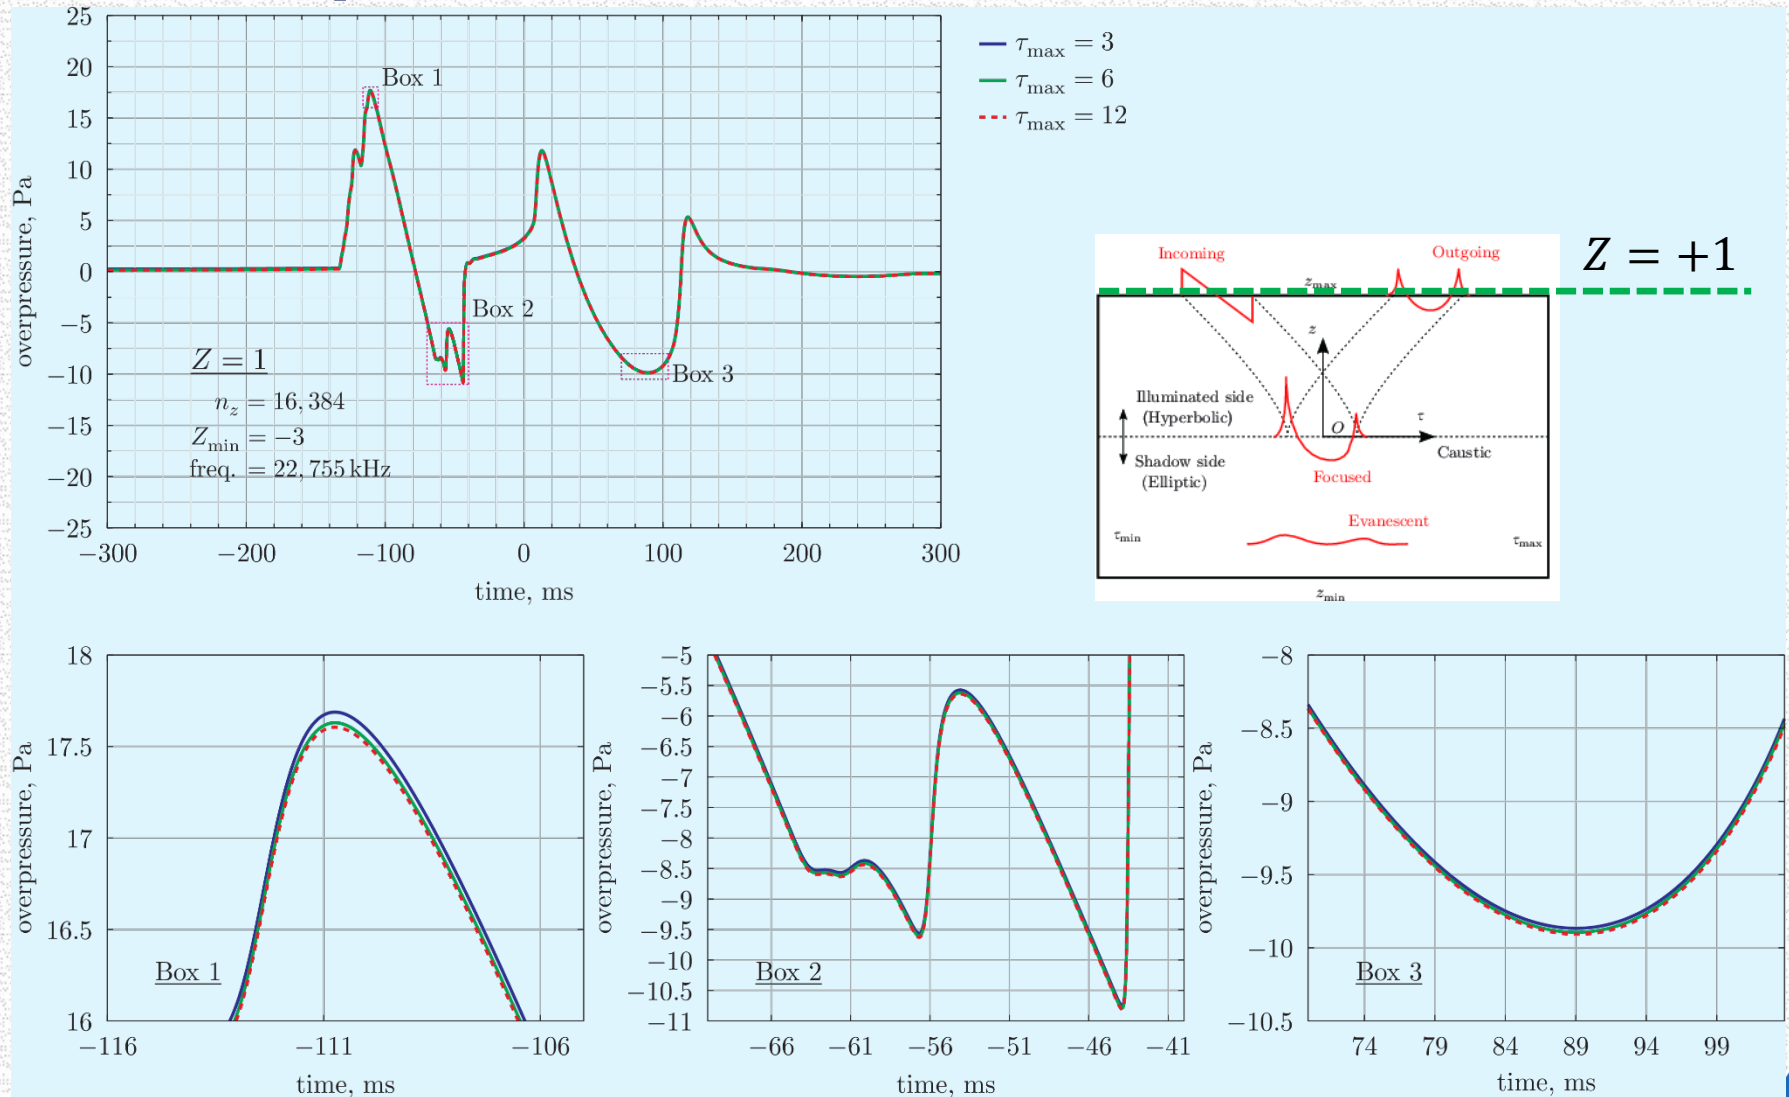 25
20
15
10
5
0
−5
−10
−15
−20
−25
overpressure, Pa
Box 1
Box 2
Box 3
Z = 1
n_z = 16,384
Z_min = −3
freq. = 22,755 kHz
−300 −200 −100 0 100 200 300
time, ms
τ_max = 3
τ_max = 6
τ_max = 12
Z = +1
Incoming
Outgoing
z_max
z
Illuminated side
(Hyperbolic)
τ
O
Caustic
Shadow side
(Elliptic)
Focused
Evanescent
τ_min
τ_max
z_min
18
17.5
17
16.5
16
overpressure, Pa
Box 1
−116 −111 −106
time, ms
−5
−5.5
−6
−6.5
−7
−7.5
−8
−8.5
−9
−9.5
−10
−10.5
−11
overpressure, Pa
Box 2
−66 −61 −56 −51 −46 −41
time, ms
−8
−8.5
−9
−9.5
−10
−10.5
overpressure, Pa
Box 3
74 79 84 89 94 99
time, ms